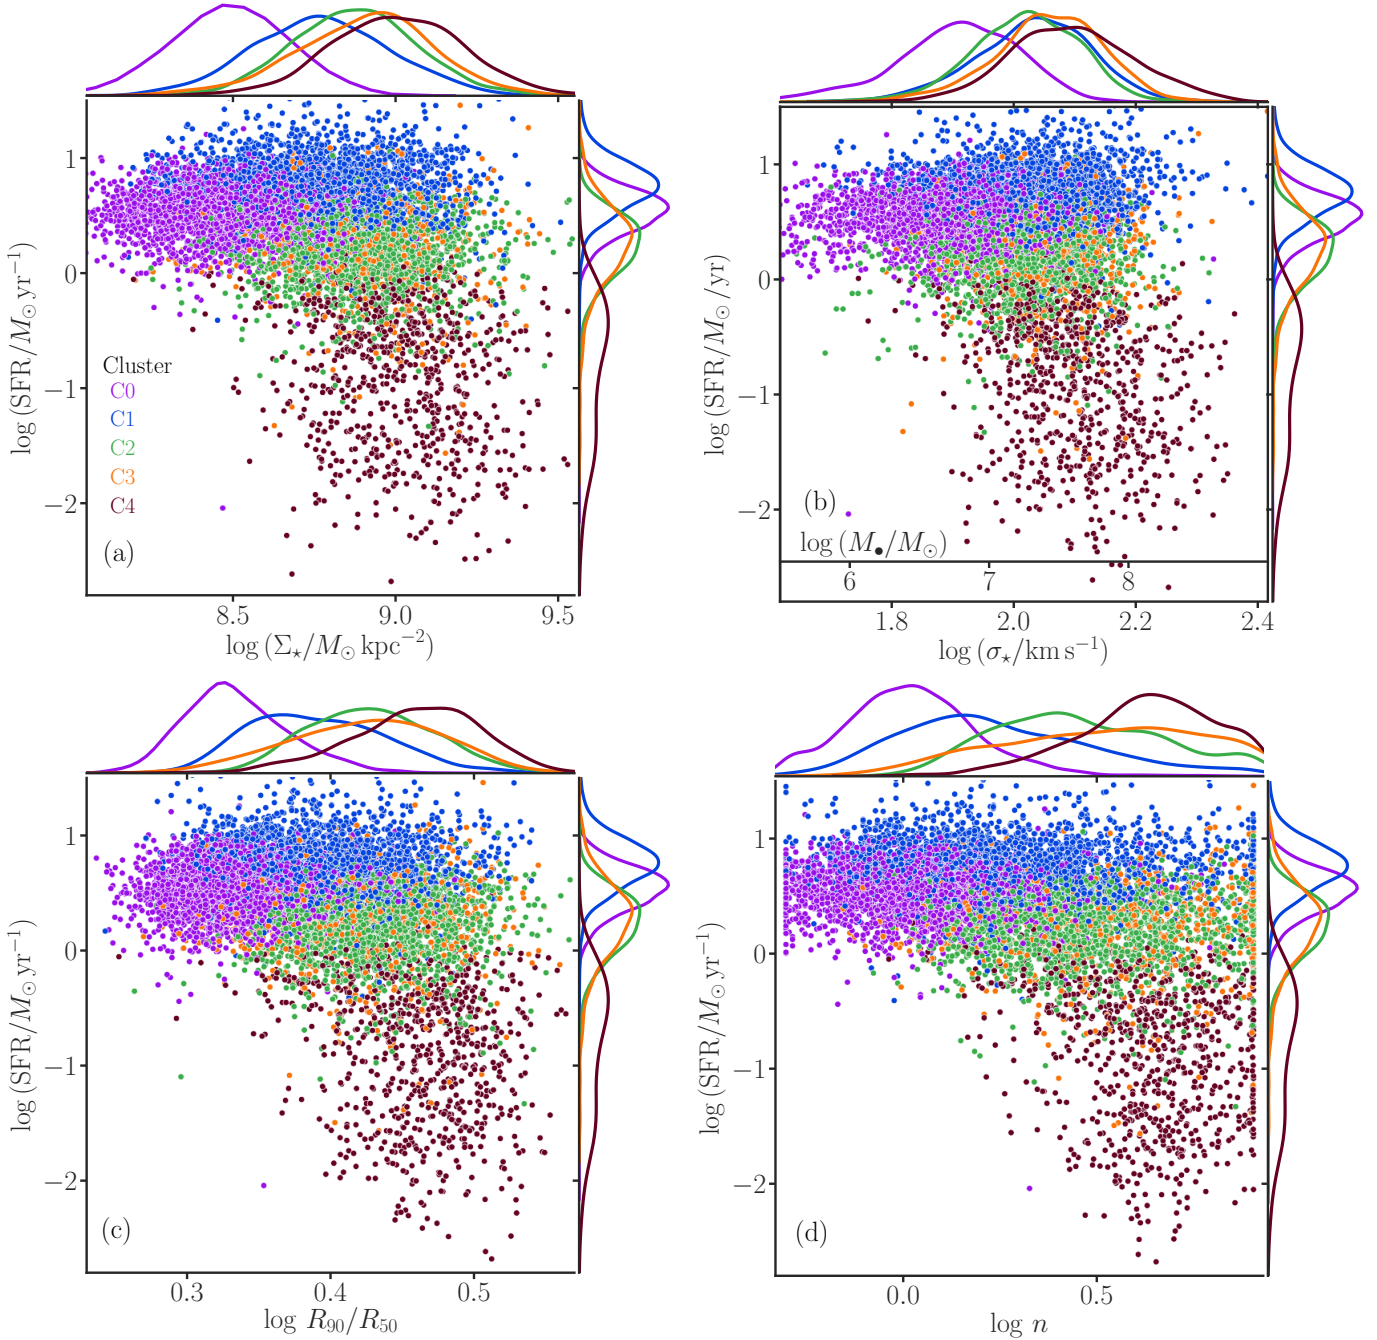 log (SFR/M⊙ yr⁻¹)
1
0
−1
−2
Cluster
C0
C1
C2
C3
C4
(a)
8.5 9.0 9.5
log (Σ⋆/M⊙ kpc⁻²)
log (SFR/M⊙/yr)
1
0
−1
−2
(b)
log (M●/M⊙)
6 7 8
1.8 2.0 2.2 2.4
log (σ⋆/km s⁻¹)
log (SFR/M⊙ yr⁻¹)
1
0
−1
−2
(c)
0.3 0.4 0.5
log R₉₀/R₅₀
log (SFR/M⊙ yr⁻¹)
1
0
−1
−2
(d)
0.0 0.5
log n